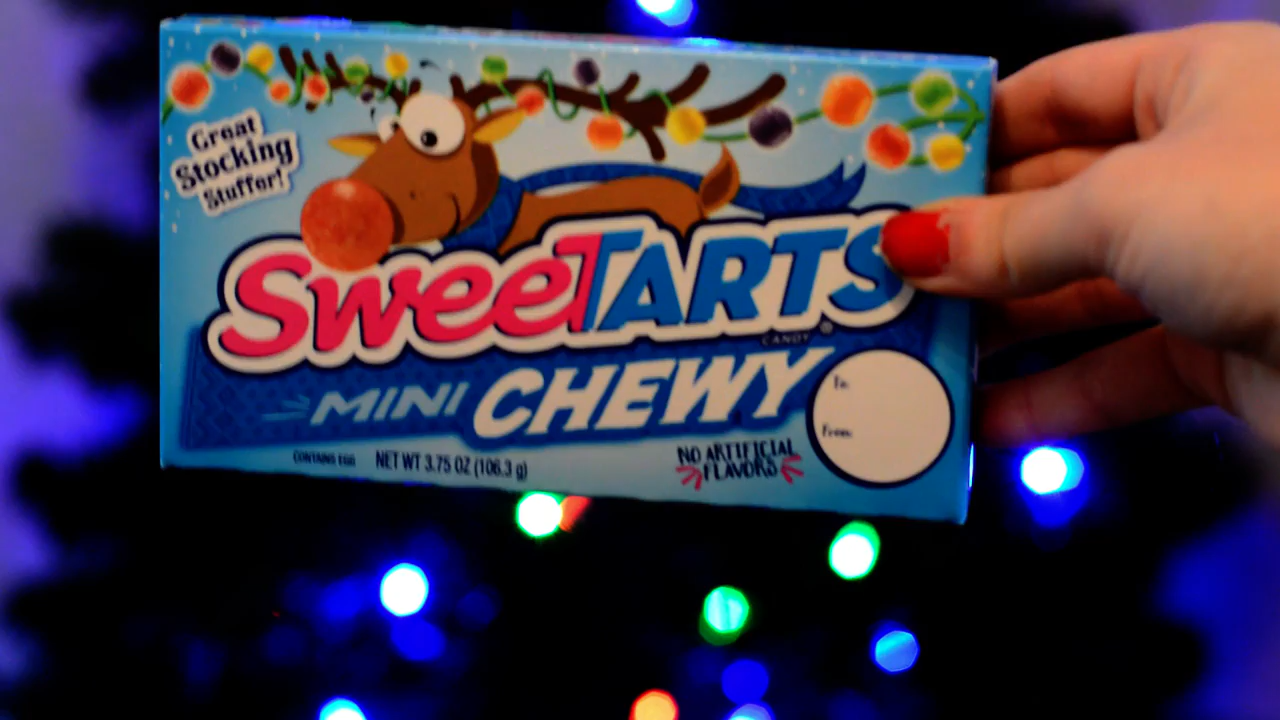 Great
Stocking
Stuffer!
SweeTARTS
CANDY ®
MINI CHEWY
To:
From:
CONTAINS EGG NET WT 3.75 OZ (106.3 g)
NO ARTIFICIAL
FLAVORS